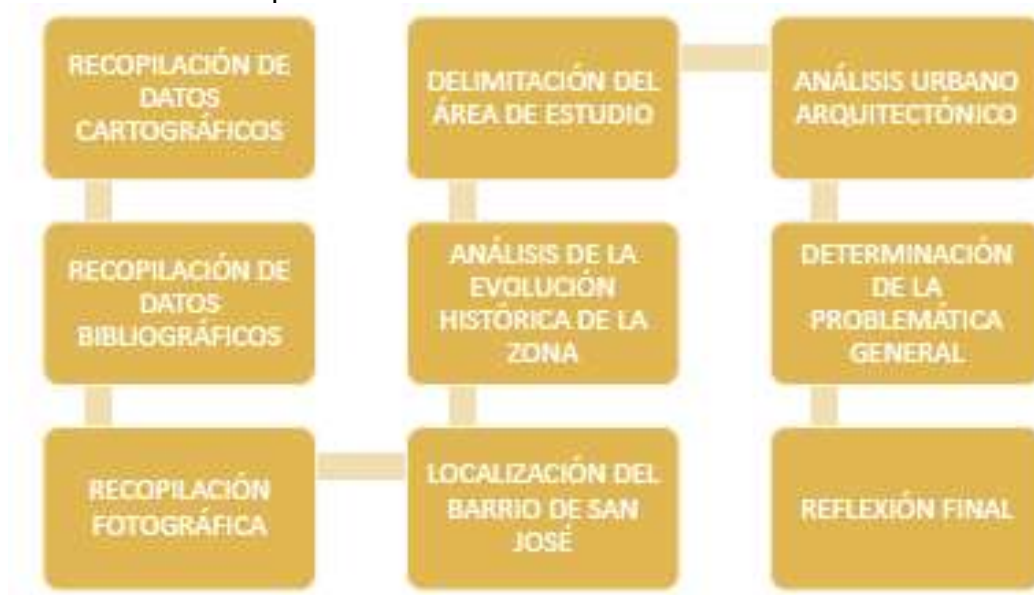 RECOPILACIÓN DE
DATOS
CARTOGRÁFICOS
RECOPILACIÓN DE
DATOS
BIBLIOGRÁFICOS
RECOPILACIÓN
FOTOGRÁFICA
LOCALIZACIÓN DEL
BARRIO DE SAN
JOSÉ
ANÁLISIS DE LA
EVOLUCIÓN
HISTÓRICA DE LA
ZONA
DELIMITACIÓN DEL
ÁREA DE ESTUDIO
ANÁLISIS URBANO
ARQUITECTÓNICO
DETERMINACIÓN
DE LA
PROBLEMÁTICA
GENERAL
REFLEXIÓN FINAL